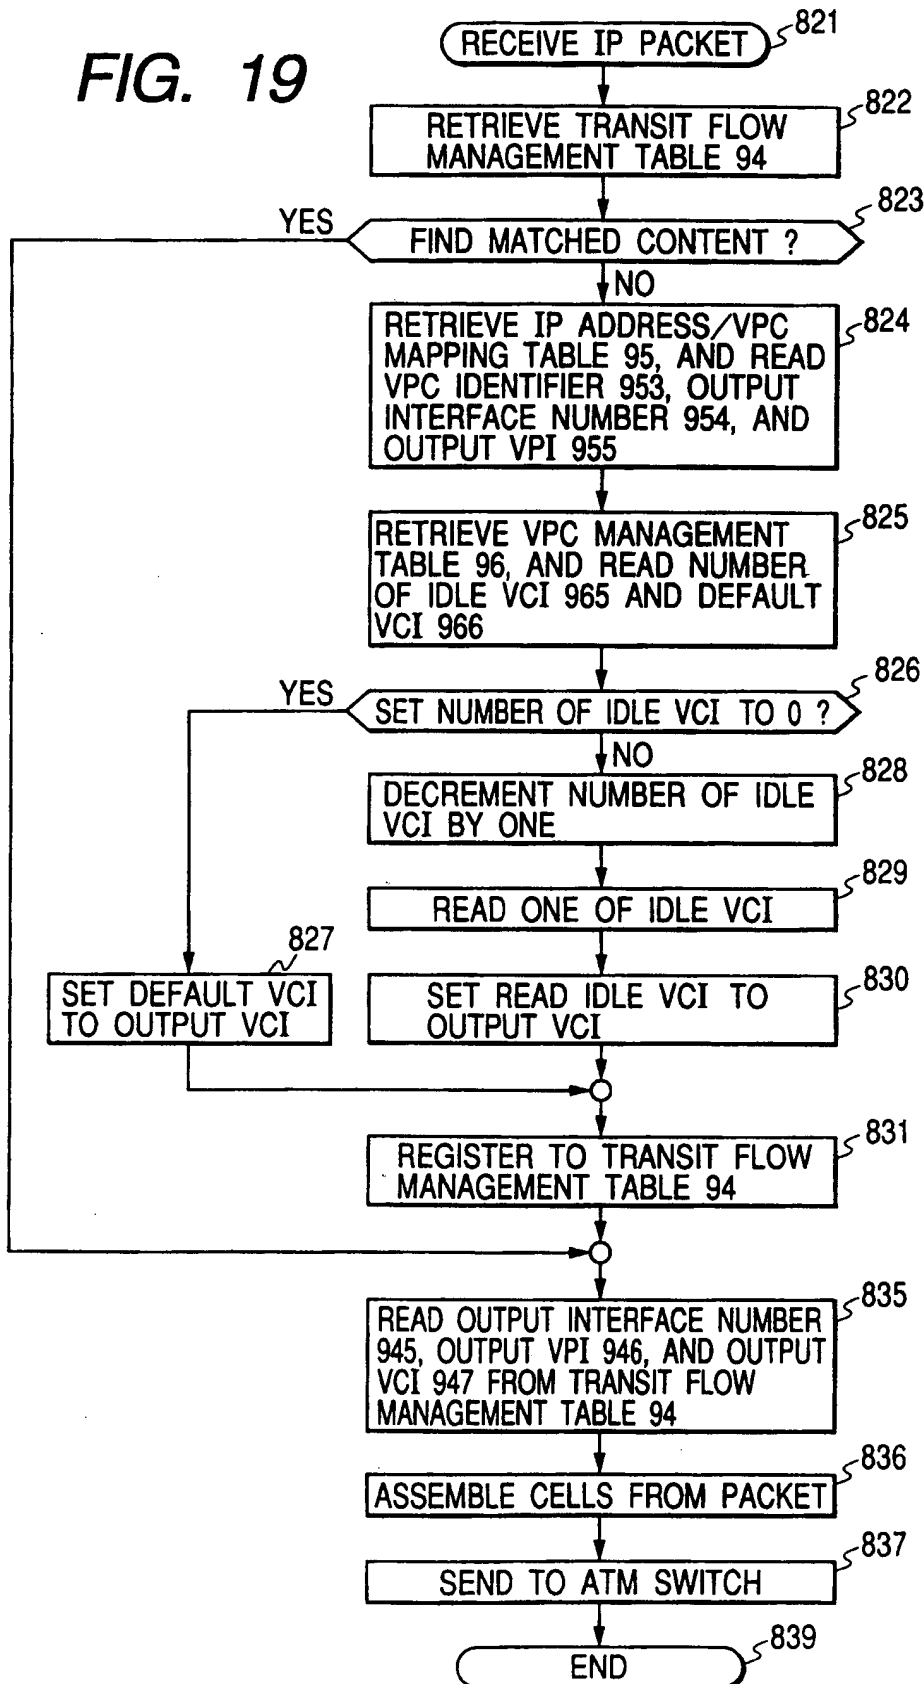 FIG. 19
RECEIVE IP PACKET
821
RETRIEVE TRANSIT FLOW
MANAGEMENT TABLE 94
822
FIND MATCHED CONTENT ?
823
YES
NO
RETRIEVE IP ADDRESS/VPC
MAPPING TABLE 95, AND READ
VPC IDENTIFIER 953, OUTPUT
INTERFACE NUMBER 954, AND
OUTPUT VPI 955
824
RETRIEVE VPC MANAGEMENT
TABLE 96, AND READ NUMBER
OF IDLE VCI 965 AND DEFAULT
VCI 966
825
SET NUMBER OF IDLE VCI TO 0 ?
826
YES
NO
DECREMENT NUMBER OF IDLE
VCI BY ONE
828
READ ONE OF IDLE VCI
829
SET DEFAULT VCI
TO OUTPUT VCI
827
SET READ IDLE VCI TO
OUTPUT VCI
830
REGISTER TO TRANSIT FLOW
MANAGEMENT TABLE 94
831
READ OUTPUT INTERFACE NUMBER
945, OUTPUT VPI 946, AND OUTPUT
VCI 947 FROM TRANSIT FLOW
MANAGEMENT TABLE 94
835
ASSEMBLE CELLS FROM PACKET
836
SEND TO ATM SWITCH
837
END
839